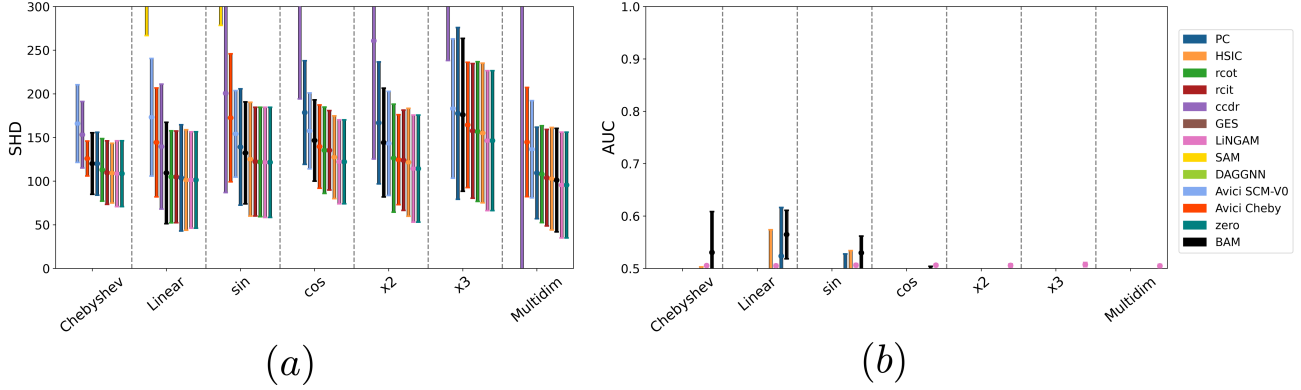 300
250
200
150
100
50
0
SHD
Chebyshev
Linear
sin
cos
x2
x3
Multidim
(a)
1.0
0.9
0.8
0.7
0.6
0.5
AUC
Chebyshev
Linear
sin
cos
x2
x3
Multidim
(b)
PC
HSIC
rcot
rcit
ccdr
GES
LiNGAM
SAM
DAGGNN
Avici SCM-V0
Avici Cheby
zero
BAM